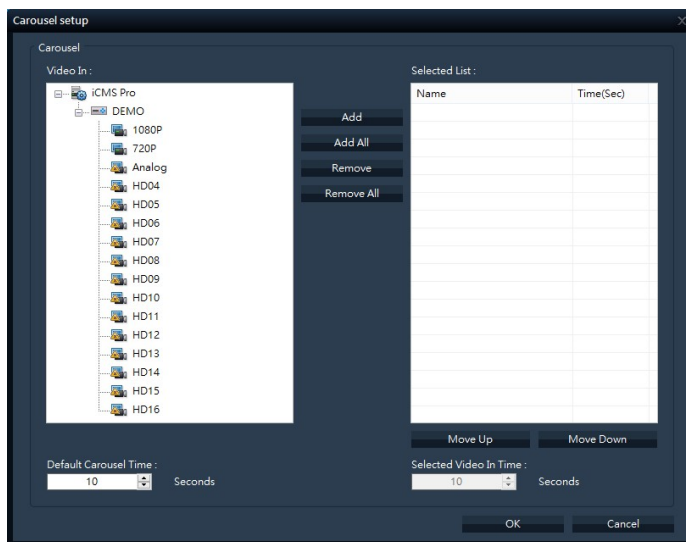 Carousel setup
Carousel
Video In :
iCMS Pro
DEMO
1080P
720P
Analog
HD04
HD05
HD06
HD07
HD08
HD09
HD10
HD11
HD12
HD13
HD14
HD15
HD16
Add
Add All
Remove
Remove All
Selected List :
Name Time(Sec)
Move Up Move Down
Default Carousel Time :
10 Seconds
Selected Video In Time :
10 Seconds
OK Cancel